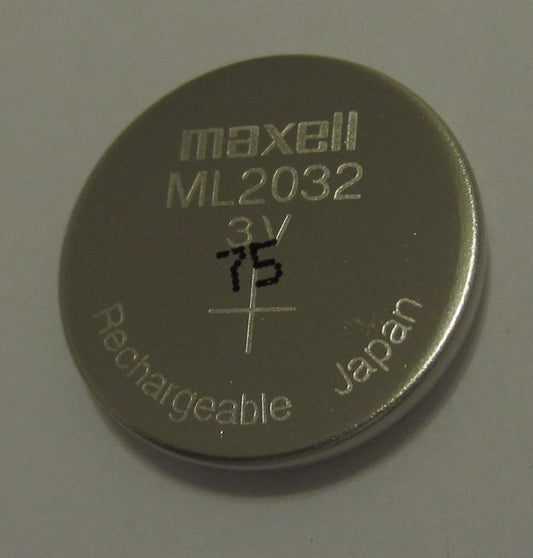 maxell
ML2032
3V
75
+
Rechargeable
Japan